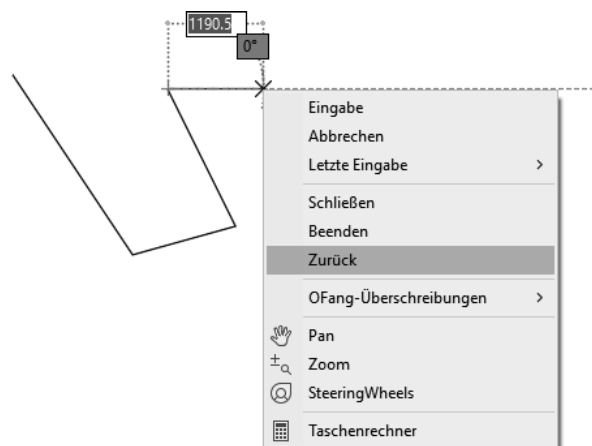 1190.5
0°
Eingabe
Abbrechen
Letzte Eingabe
Schließen
Beenden
Zurück
OFang-Überschreibungen
Pan
Zoom
SteeringWheels
Taschenrechner